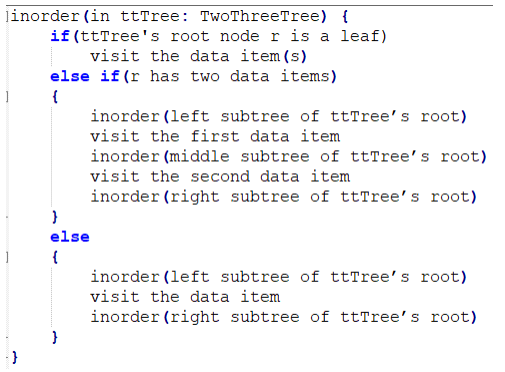 inorder(in ttTree: TwoThreeTree) {
if(ttTree's root node r is a leaf)
visit the data item(s)
else if(r has two data items)
{
inorder(left subtree of ttTree’s root)
visit the first data item
inorder(middle subtree of ttTree’s root)
visit the second data item
inorder(right subtree of ttTree’s root)
}
else
{
inorder(left subtree of ttTree’s root)
visit the data item
inorder(right subtree of ttTree’s root)
}
}